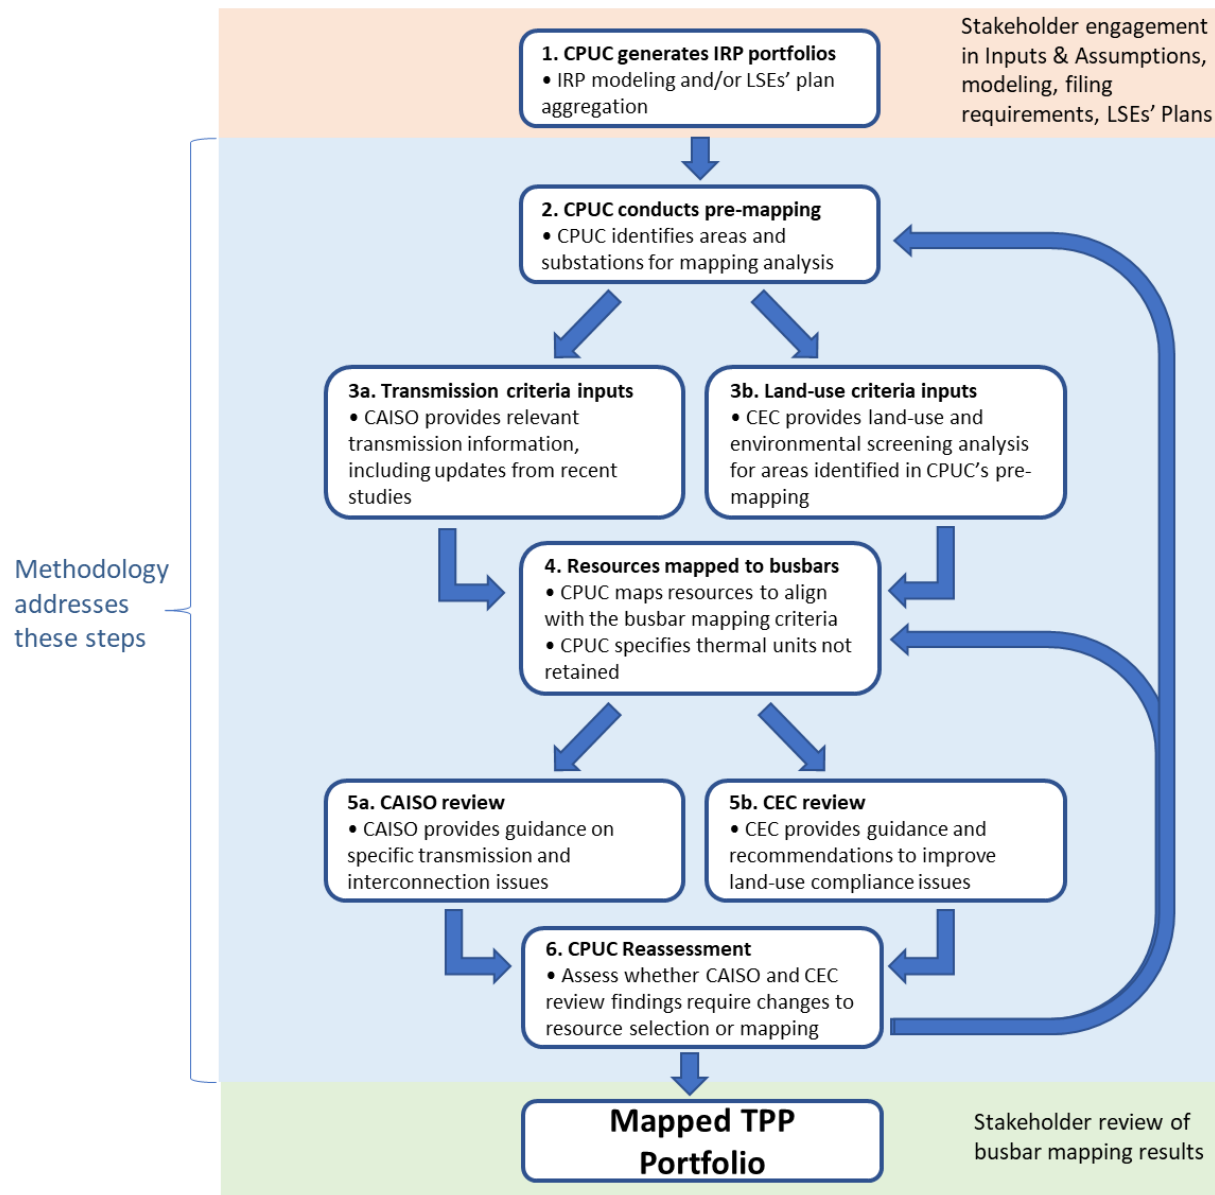 Stakeholder engagement
in Inputs & Assumptions,
modeling, filing
requirements, LSEs’ Plans
1. CPUC generates IRP portfolios
• IRP modeling and/or LSEs’ plan
aggregation
2. CPUC conducts pre-mapping
• CPUC identifies areas and
substations for mapping analysis
3a. Transmission criteria inputs
• CAISO provides relevant
transmission information,
including updates from recent
studies
3b. Land-use criteria inputs
• CEC provides land-use and
environmental screening analysis
for areas identified in CPUC’s pre-
mapping
Methodology
addresses
these steps
4. Resources mapped to busbars
• CPUC maps resources to align
with the busbar mapping criteria
• CPUC specifies thermal units not
retained
5a. CAISO review
• CAISO provides guidance on
specific transmission and
interconnection issues
5b. CEC review
• CEC provides guidance and
recommendations to improve
land-use compliance issues
6. CPUC Reassessment
• Assess whether CAISO and CEC
review findings require changes to
resource selection or mapping
Mapped TPP
Portfolio
Stakeholder review of
busbar mapping results